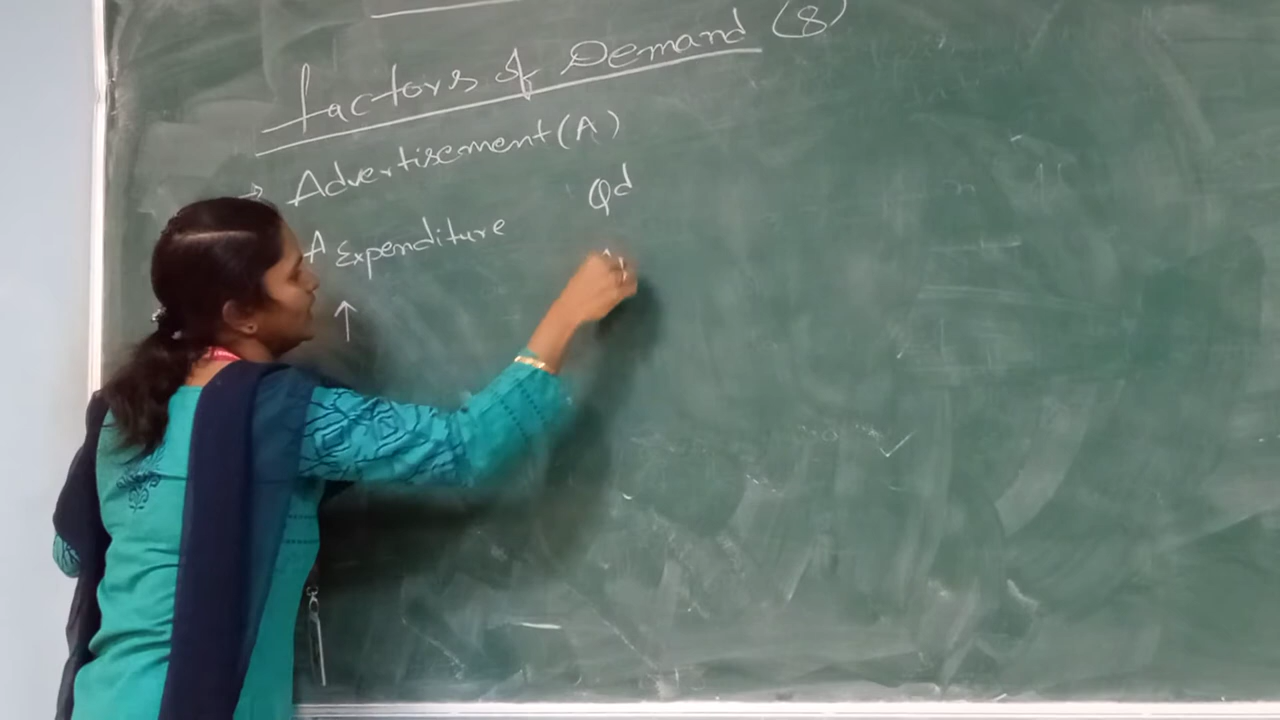 Factors of Demand (8)
→ Advertisement (A)
A Expenditure Qd
↑ ↑